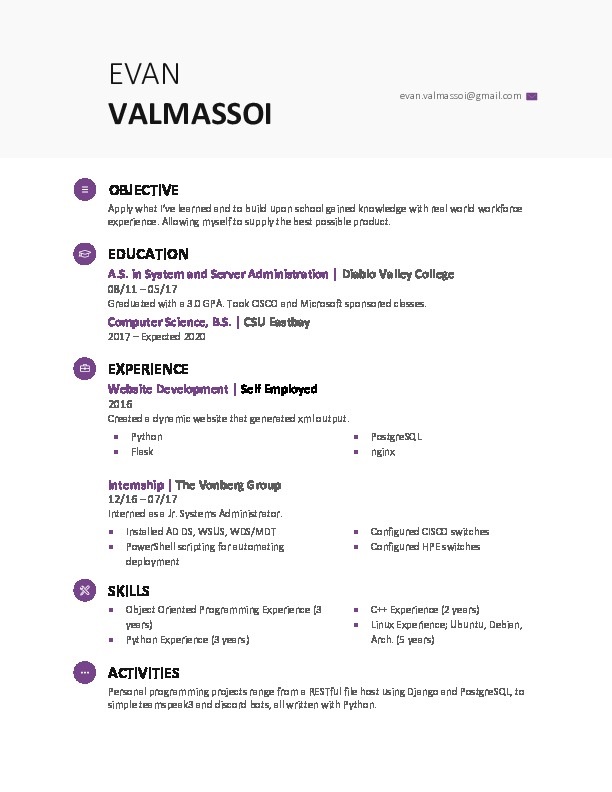 EVAN
VALMASSOI
evan.valmassoi@gmail.com
OBJECTIVE
Apply what I've learned and to build upon school gained knowledge with real world workforce
experience. Allowing myself to supply the best possible product.
EDUCATION
A.S. in System and Server Administration | Diablo Valley College
08/11 – 05/17
Graduated with a 3.0 GPA. Took CISCO and Microsoft sponsored classes.
Computer Science, B.S. | CSU Eastbay
2017 – Expected 2020
EXPERIENCE
Website Development | Self Employed
2016
Created a dynamic website that generated xml output.
▪ Python
▪ Flask
▪ PostgreSQL
▪ nginx
Internship | The Vonberg Group
12/16 – 07/17
Interned as a Jr. Systems Administrator.
▪ Installed AD DS, WSUS, WDS/MDT
▪ PowerShell scripting for automating
deployment
▪ Configured CISCO switches
▪ Configured HPE switches
SKILLS
▪ Object Oriented Programming Experience (3
years)
▪ Python Experience (3 years)
▪ C++ Experience (2 years)
▪ Linux Experience; Ubuntu, Debian,
Arch. (5 years)
ACTIVITIES
Personal programming projects range from a RESTful file host using Django and PostgreSQL, to
simple teamspeak3 and discord bots, all written with Python.